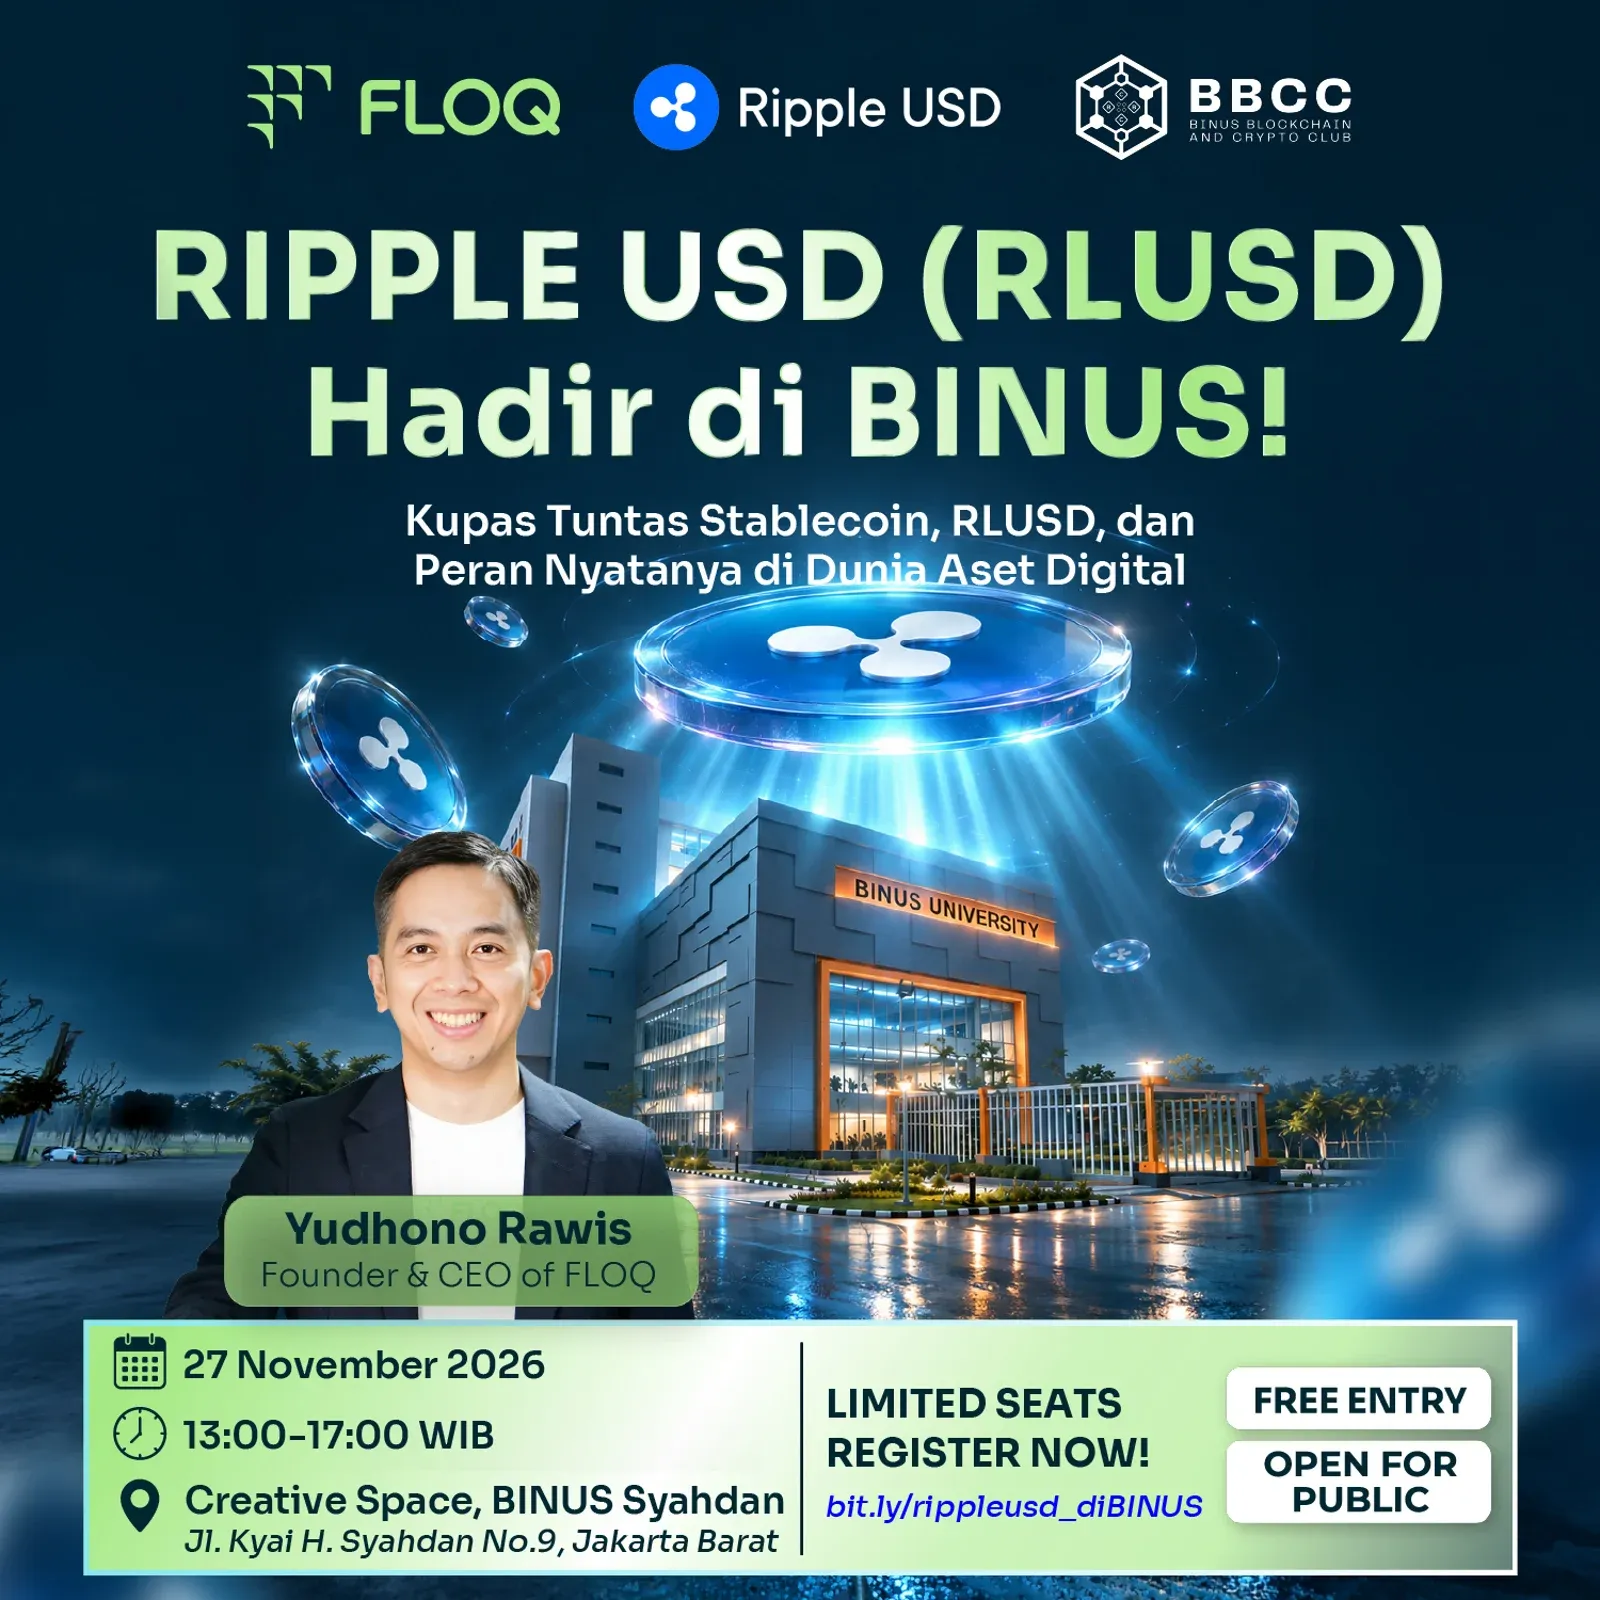 FLOQ
Ripple USD
BBCC
BINUS BLOCKCHAIN
AND CRYPTO CLUB
RIPPLE USD (RLUSD)
Hadir di BINUS!
Kupas Tuntas Stablecoin, RLUSD, dan
Peran Nyatanya di Dunia Aset Digital
BINUS UNIVERSITY
Yudhono Rawis
Founder & CEO of FLOQ
27 November 2026
13:00-17:00 WIB
Creative Space, BINUS Syahdan
Jl. Kyai H. Syahdan No.9, Jakarta Barat
LIMITED SEATS
REGISTER NOW!
bit.ly/rippleusd_diBINUS
FREE ENTRY
OPEN FOR
PUBLIC